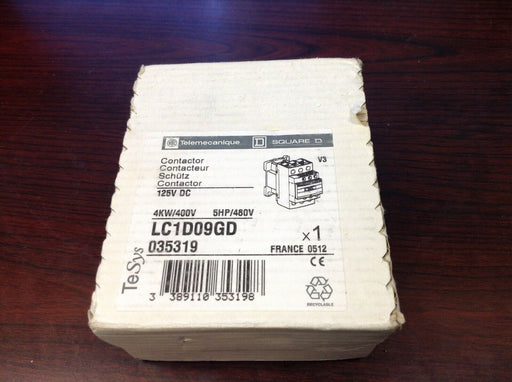 Telemecanique D SQUARE D
Contactor
Contacteur
Schütz
Contactor
125V DC
V3
4KW/400V 5HP/480V
LC1D09GD
035319
x1
FRANCE 0512
CE
TeSys
3 389110 353198
RECYCLABLE